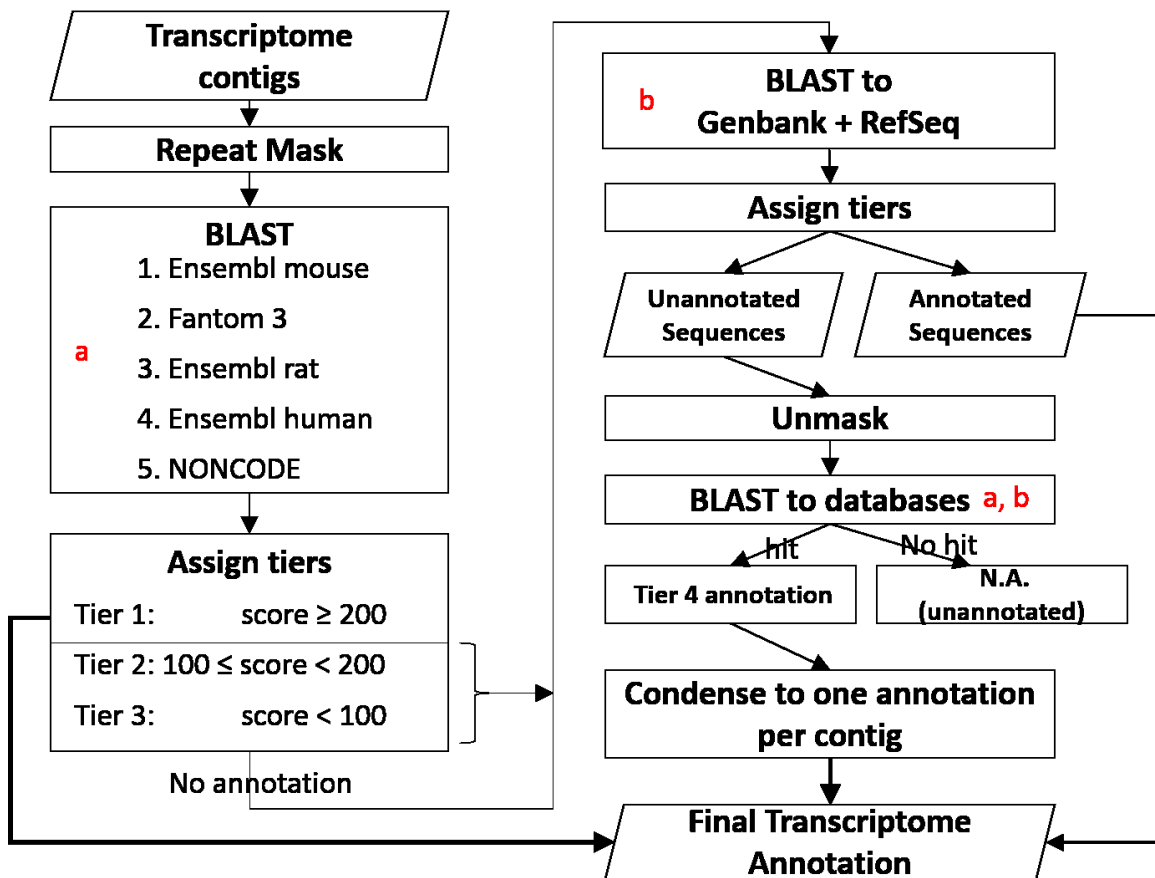 Transcriptome
contigs
Repeat Mask
BLAST
1. Ensembl mouse
2. Fantom 3
a
3. Ensembl rat
4. Ensembl human
5. NONCODE
Assign tiers
Tier 1: score ≥ 200
Tier 2: 100 ≤ score < 200
Tier 3: score < 100
No annotation
b
BLAST to
Genbank + RefSeq
Assign tiers
Unannotated
Sequences
Annotated
Sequences
Unmask
BLAST to databases a, b
hit
No hit
Tier 4 annotation
N.A.
(unannotated)
Condense to one annotation
per contig
Final Transcriptome
Annotation